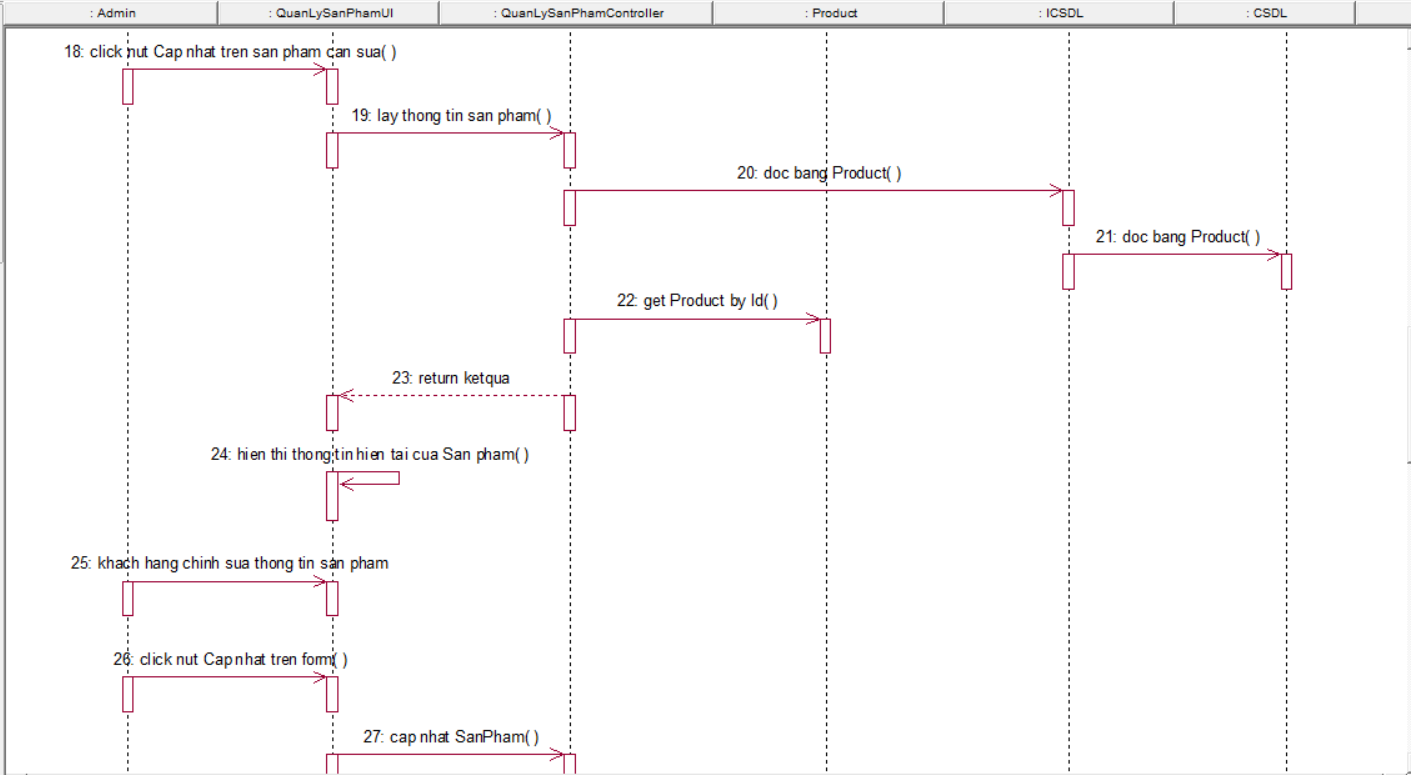 : Admin
: QuanLySanPhamUI
: QuanLySanPhamController
: Product
: ICSDL
: CSDL
18: click nut Cap nhat tren san pham can sua( )
19: lay thong tin san pham( )
20: doc bang Product( )
21: doc bang Product( )
22: get Product by Id( )
23: return ketqua
24: hien thi thong tin hien tai cua San pham( )
25: khach hang chinh sua thong tin san pham
26: click nut Cap nhat tren form( )
27: cap nhat SanPham( )